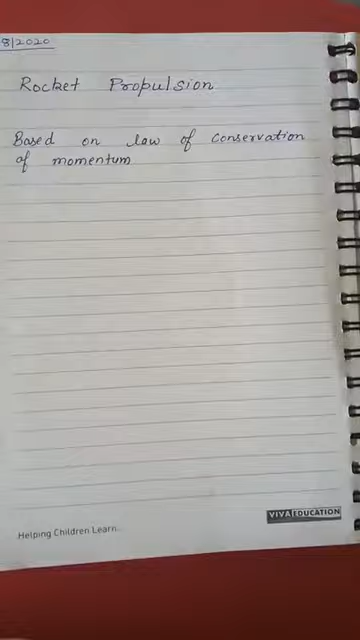 8/2020
Rocket Propulsion
Based on law of conservation
of momentum
Helping Children Learn...
VIVA EDUCATION